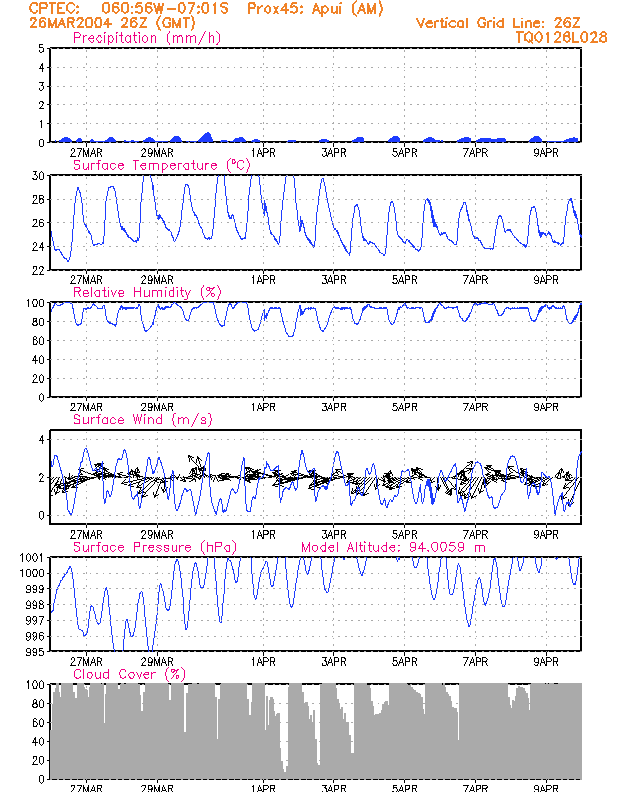 CPTEC: 060:56W-07:01S Prox45: Apuí (AM)
26MAR2004 26Z (GMT) Vertical Grid Line: 26Z
Precipitation (mm/h) TQ0126L028
5
4
3
2
1
0
27MAR 29MAR 1APR 3APR 5APR 7APR 9APR
Surface Temperature (°C)
30
28
26
24
22
27MAR 29MAR 1APR 3APR 5APR 7APR 9APR
Relative Humidity (%)
100
80
60
40
20
0
27MAR 29MAR 1APR 3APR 5APR 7APR 9APR
Surface Wind (m/s)
4
2
0
27MAR 29MAR 1APR 3APR 5APR 7APR 9APR
Surface Pressure (hPa) Model Altitude: 94.0059 m
1001
1000
999
998
997
996
995
27MAR 29MAR 1APR 3APR 5APR 7APR 9APR
Cloud Cover (%)
100
80
60
40
20
0
27MAR 29MAR 1APR 3APR 5APR 7APR 9APR